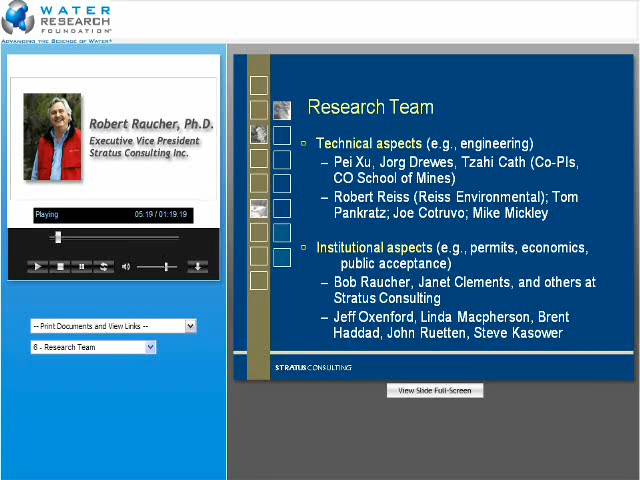 WATER
RESEARCH
FOUNDATION
ADVANCING THE SCIENCE OF WATER®
Robert Raucher, Ph.D.
Executive Vice President
Stratus Consulting Inc.
Playing 05:19 / 01:19:19
-- Print Documents and View Links --
6 - Research Team
Research Team
Technical aspects (e.g., engineering)
– Pei Xu, Jorg Drewes, Tzahi Cath (Co-PIs,
CO School of Mines)
– Robert Reiss (Reiss Environmental); Tom
Pankratz; Joe Cotruvo; Mike Mickley
Institutional aspects (e.g., permits, economics,
public acceptance)
– Bob Raucher, Janet Clements, and others at
Stratus Consulting
– Jeff Oxenford, Linda Macpherson, Brent
Haddad, John Ruetten, Steve Kasower
STRATUS CONSULTING
View Slide Full-Screen